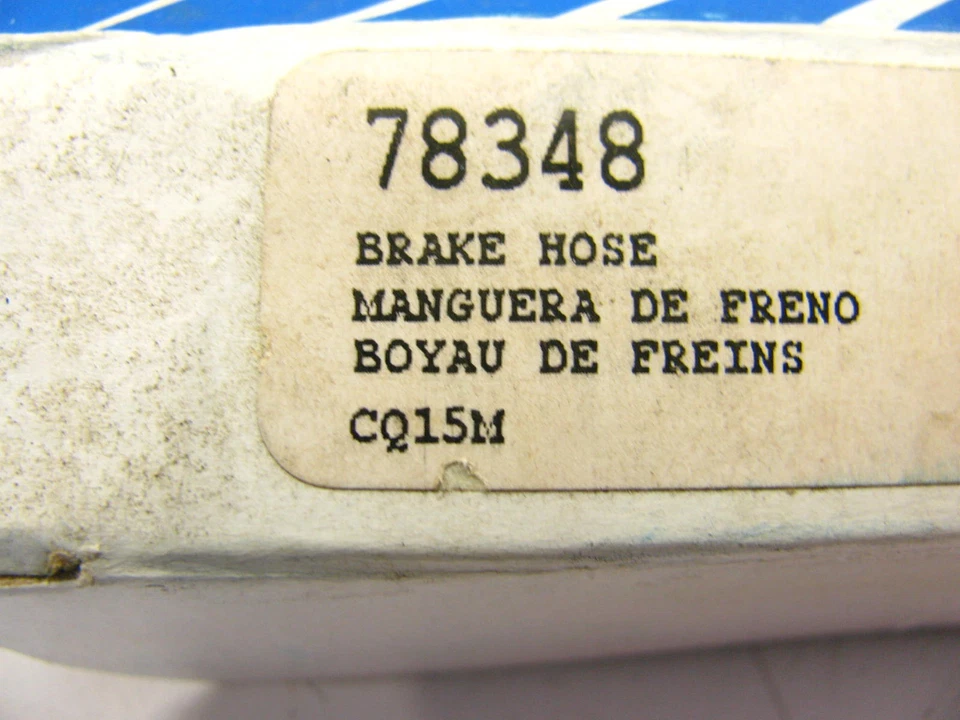 78348
BRAKE HOSE
MANGUERA DE FRENO
BOYAU DE FREINS
CQ15M